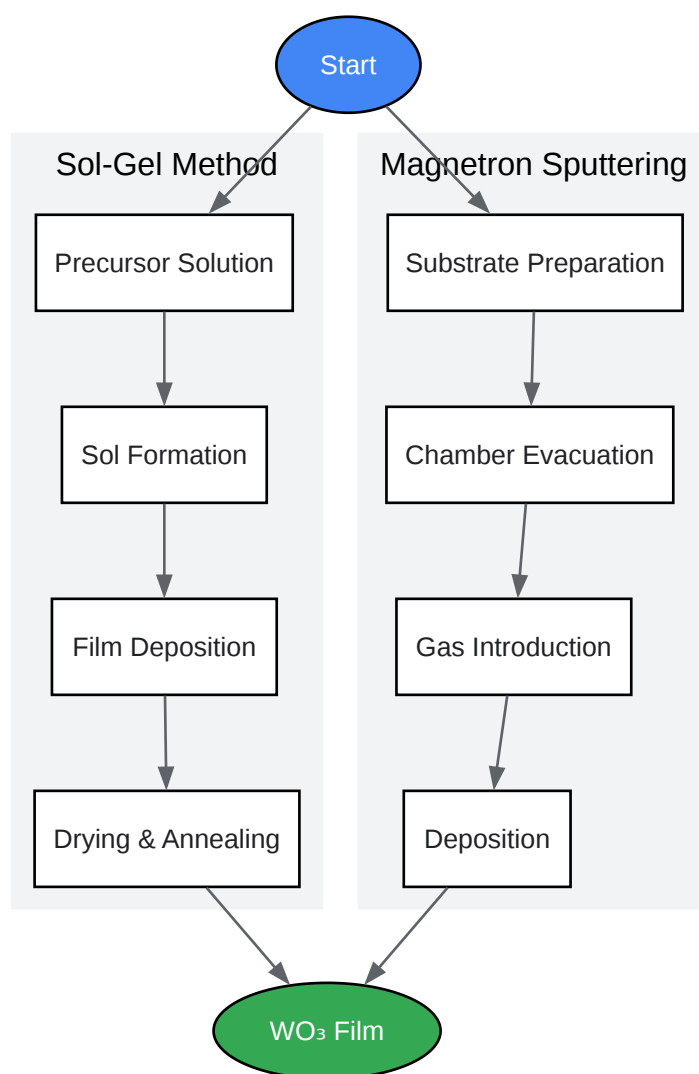 Start
Sol-Gel Method
Precursor Solution
Sol Formation
Film Deposition
Drying & Annealing
Magnetron Sputtering
Substrate Preparation
Chamber Evacuation
Gas Introduction
Deposition
WO₃ Film